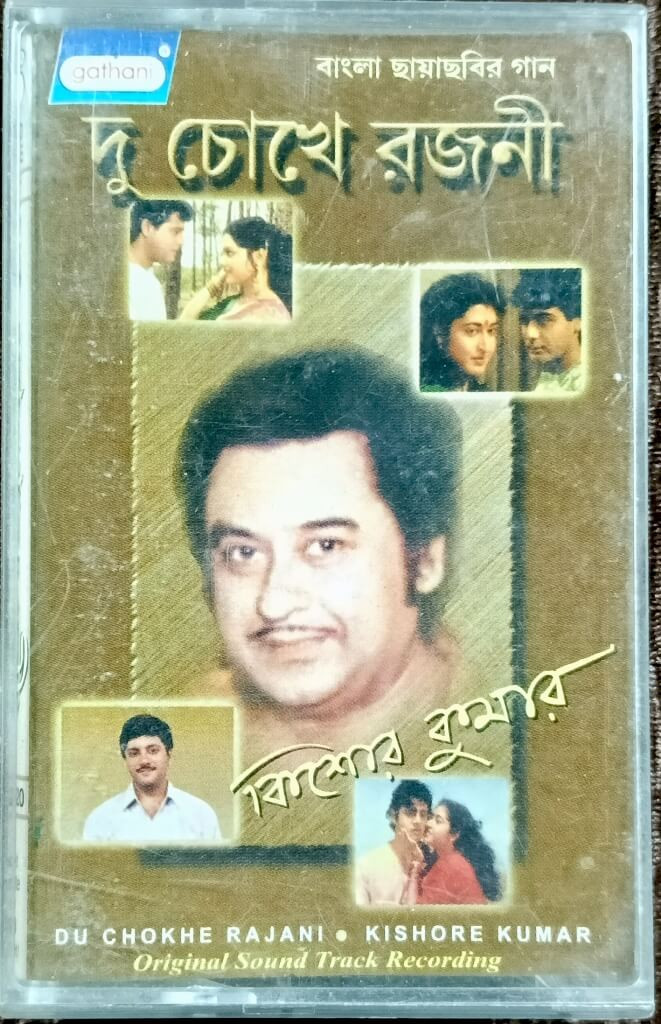 gathani
বাংলা ছায়াছবির গান
দু চোখে রজনী
কিশোর কুমার
DU CHOKHE RAJANI • KISHORE KUMAR
Original Sound Track Recording